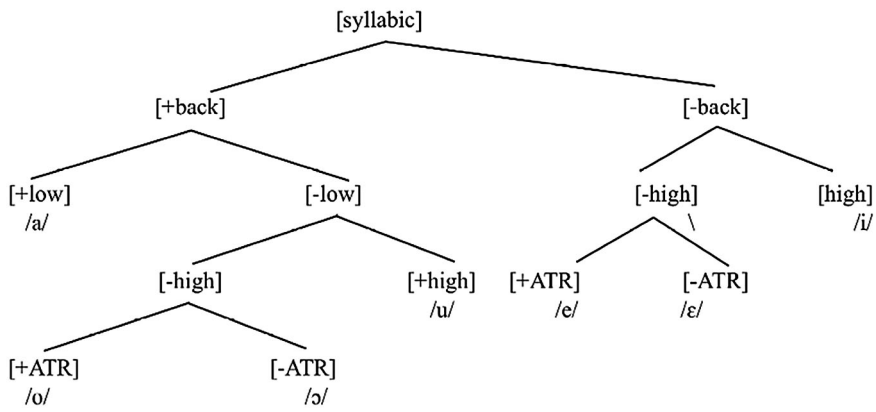 [syllabic]
[+back] [-back]
[+low] [-low] [-high] [high]
/a/ \ /i/
[-high] [+high] [+ATR] [-ATR]
/u/ /e/ /ɛ/
[+ATR] [-ATR]
/o/ /ɔ/